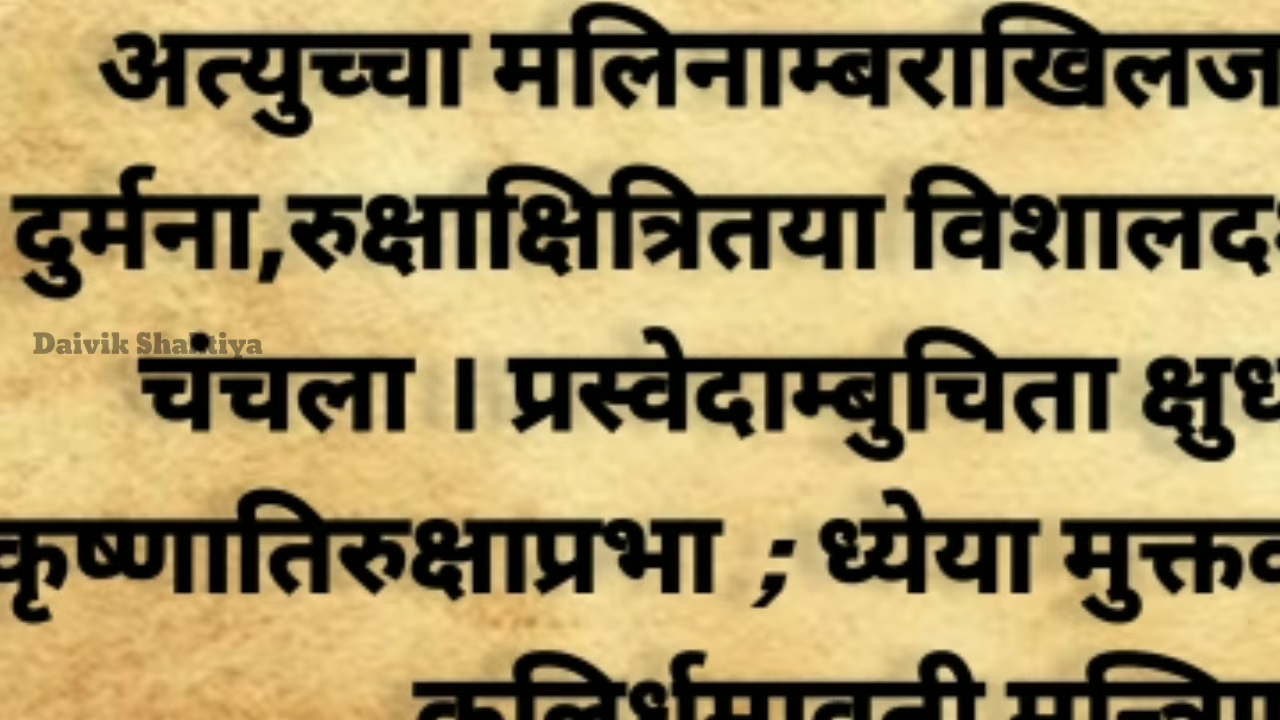 अत्युच्चा मलिनाम्बराखिलज
दुर्मना,रुक्षाक्षित्रितया विशालद
Daivik Shaktiya
चंचला । प्रस्वेदाम्बुचिता क्षुध
कृष्णातिरुक्षाप्रभा ; ध्येया मुक्त